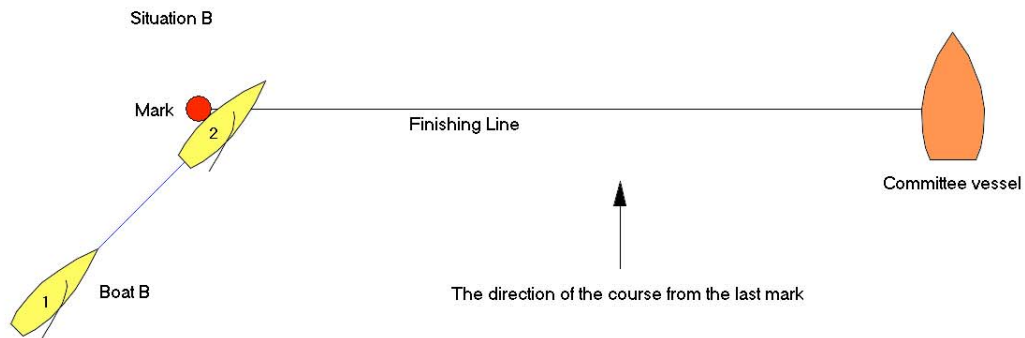 Situation B
Mark
2
Finishing Line
Committee vessel
1
Boat B
The direction of the course from the last mark